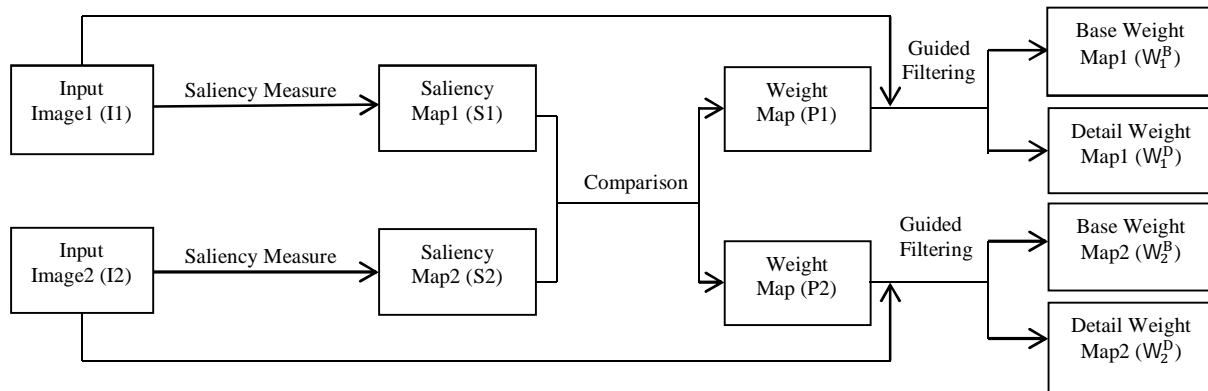 Input
Image1 (I1)
Saliency Measure
Saliency
Map1 (S1)
Weight
Map (P1)
Guided
Filtering
Base Weight
Map1 (W₁ᴮ)
Detail Weight
Map1 (W₁ᴰ)
Comparison
Input
Image2 (I2)
Saliency Measure
Saliency
Map2 (S2)
Weight
Map (P2)
Guided
Filtering
Base Weight
Map2 (W₂ᴮ)
Detail Weight
Map2 (W₂ᴰ)